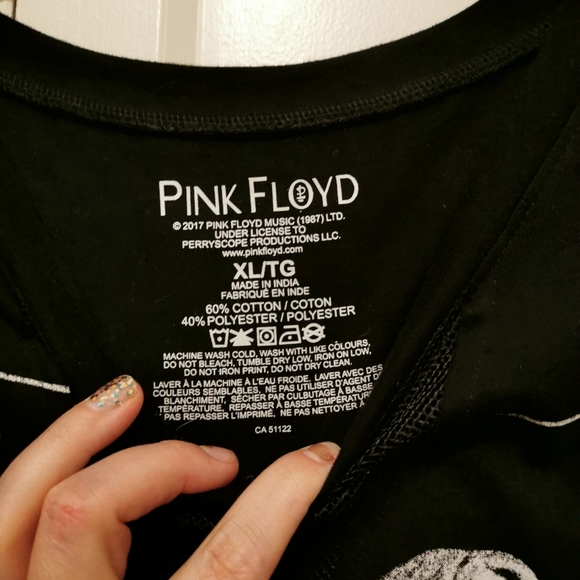 PINK FLOYD
© 2017 PINK FLOYD MUSIC (1987) LTD.
UNDER LICENSE TO
PERRYSCOPE PRODUCTIONS LLC.
www.pinkfloyd.com
XL/TG
MADE IN INDIA
FABRIQUÉ EN INDE
60% COTTON / COTON
40% POLYESTER / POLYESTER
MACHINE WASH COLD, WASH WITH LIKE CÔLOURS,
DO NOT BLEACH, TUMBLE DRY LOW, IRON ON LOW,
DO NOT IRON PRINT, DO NOT DRY CLEAN.
LAVER À LA MACHINE À L'EAU FROIDE. LAVER AVEC DES
COULEURS SEMBLABLES, NE PAS UTILISER D'AGENT D
BLANCHIMENT, SÉCHER PAR CULBUTAGE À BASSE
TEMPÉRATURE, REPASSER À BASSE TEMPÉRATUR
PAS REPASSER L'IMPRIMÉ, NE PAS NETTOYER À
CA 51122